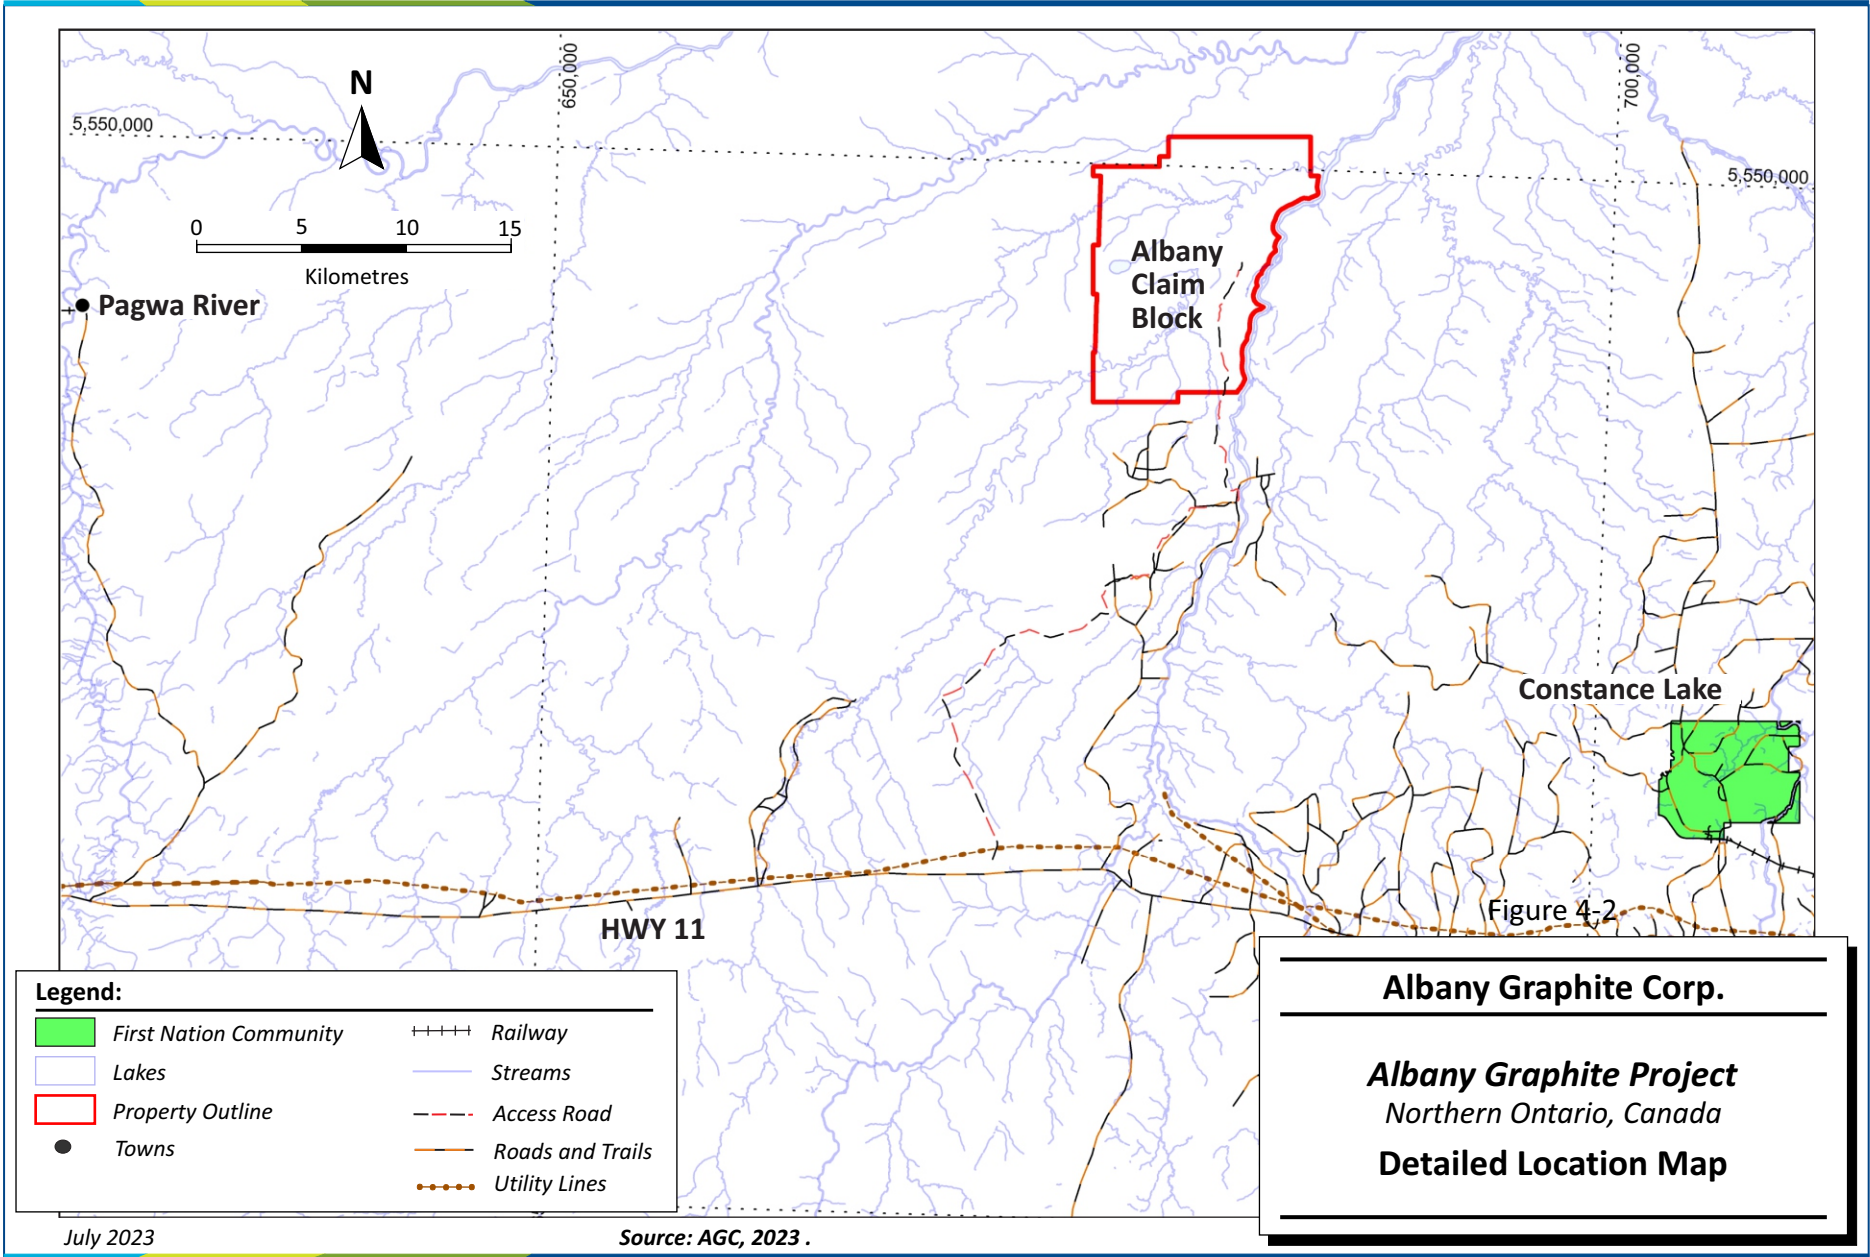 650,000
700,000
N
5,550,000
5,550,000
0 5 10 15
Kilometres
Pagwa River
Albany
Claim
Block
Constance Lake
HWY 11
Figure 4-2
Legend:
First Nation Community
Lakes
Property Outline
Towns
Railway
Streams
Access Road
Roads and Trails
Utility Lines
Albany Graphite Corp.
Albany Graphite Project
Northern Ontario, Canada
Detailed Location Map
July 2023
Source: AGC, 2023 .